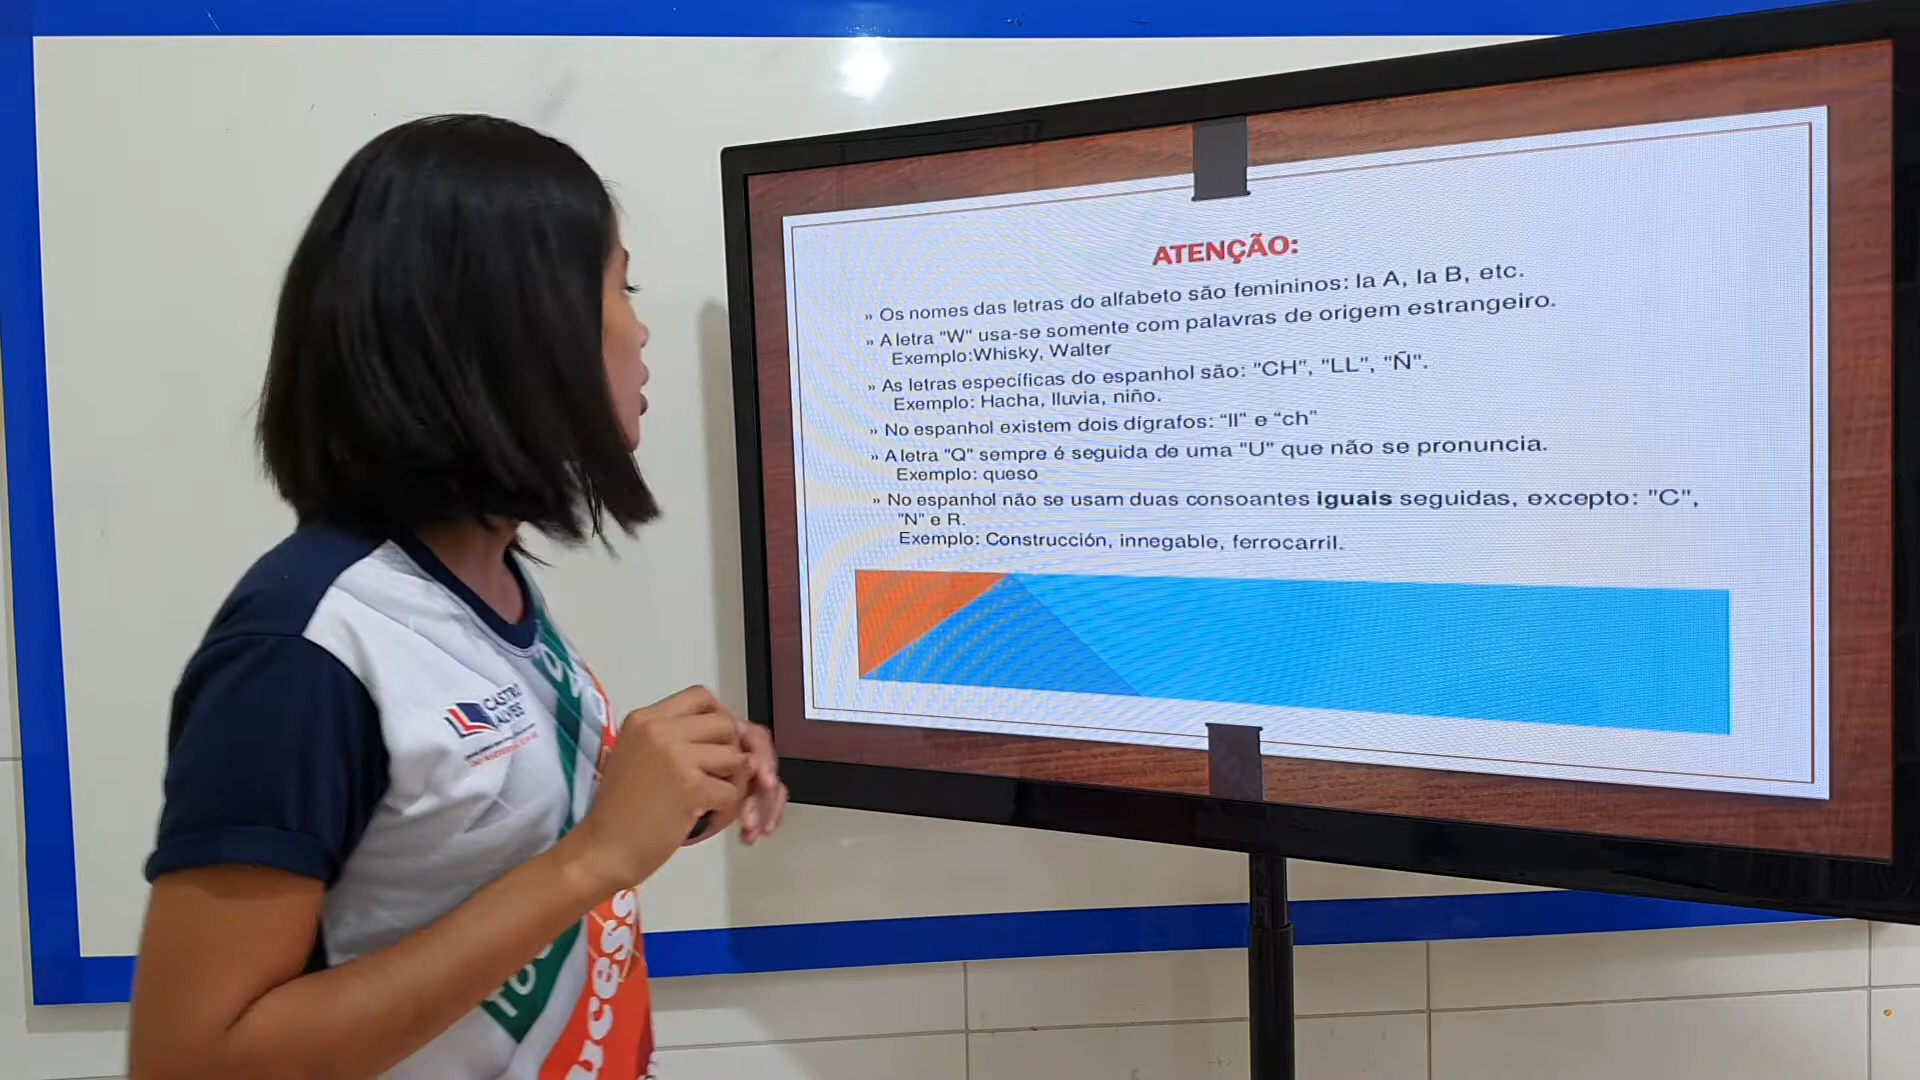 ATENÇÃO:
» Os nomes das letras do alfabeto são femininos: la A, la B, etc.
» A letra "W" usa-se somente com palavras de origem estrangeiro.
Exemplo:Whisky, Walter
» As letras específicas do espanhol são: "CH", "LL", "Ñ".
Exemplo: Hacha, lluvia, niño.
» No espanhol existem dois dígrafos: “ll" e “ch"
» A letra "Q" sempre é seguida de uma "U" que não se pronuncia.
Exemplo: queso
» No espanhol não se usam duas consoantes iguais seguidas, excepto: "C",
"N" e R.
Exemplo: Construcción, innegable, ferrocarril.
CASTRO
ALVES